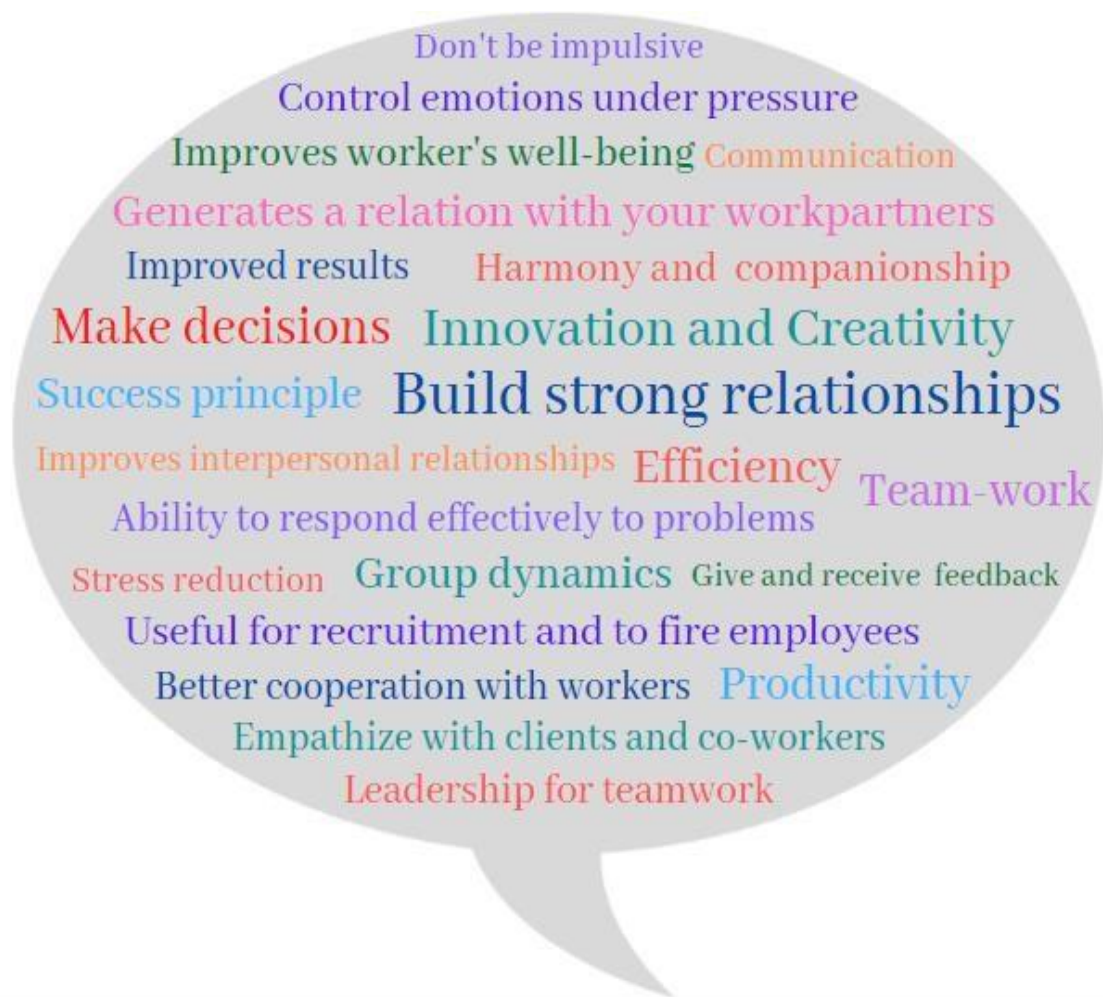 Don't be impulsive
Control emotions under pressure
Improves worker's well-being Communication
Generates a relation with your workpartners
Improved results Harmony and companionship
Make decisions Innovation and Creativity
Success principle Build strong relationships
Improves interpersonal relationships Efficiency Team-work
Ability to respond effectively to problems
Stress reduction Group dynamics Give and receive feedback
Useful for recruitment and to fire employees
Better cooperation with workers Productivity
Empathize with clients and co-workers
Leadership for teamwork